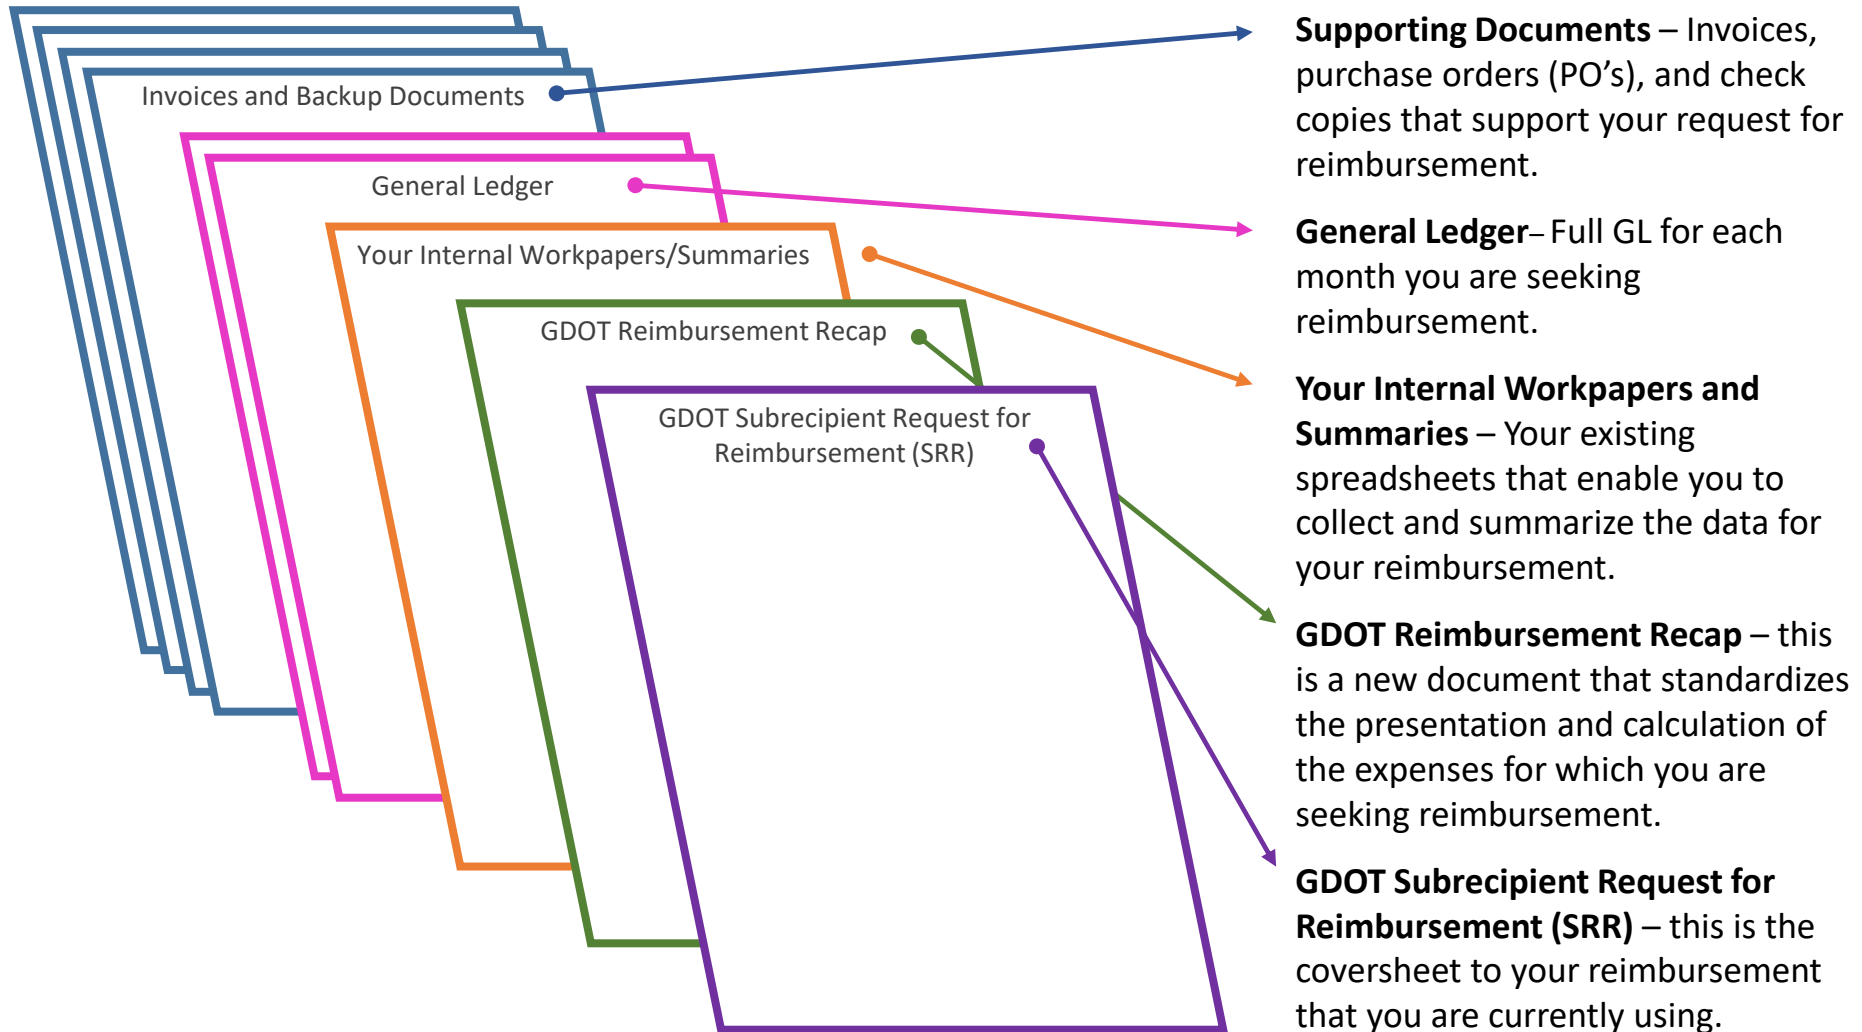 Invoices and Backup Documents
General Ledger
Your Internal Workpapers/Summaries
GDOT Reimbursement Recap
GDOT Subrecipient Request for
Reimbursement (SRR)
Supporting Documents – Invoices,
purchase orders (PO’s), and check
copies that support your request for
reimbursement.
General Ledger– Full GL for each
month you are seeking
reimbursement.
Your Internal Workpapers and
Summaries – Your existing
spreadsheets that enable you to
collect and summarize the data for
your reimbursement.
GDOT Reimbursement Recap – this
is a new document that standardizes
the presentation and calculation of
the expenses for which you are
seeking reimbursement.
GDOT Subrecipient Request for
Reimbursement (SRR) – this is the
coversheet to your reimbursement
that you are currently using.